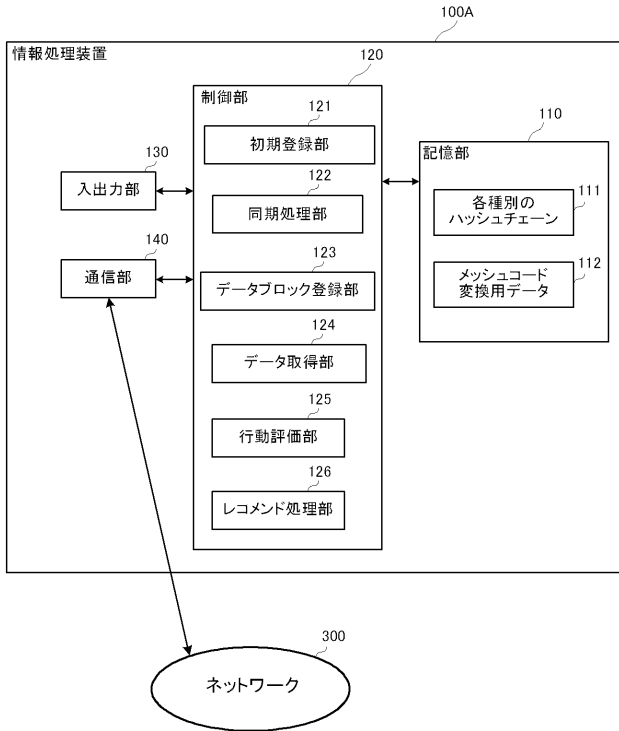 100A
情報処理装置
120
制御部
121
初期登録部
122
同期処理部
123
データブロック登録部
124
データ取得部
125
行動評価部
126
レコメンド処理部
130
入出力部
140
通信部
110
記憶部
各種別の
ハッシュチェーン
111
メッシュコード
変換用データ
112
300
ネットワーク